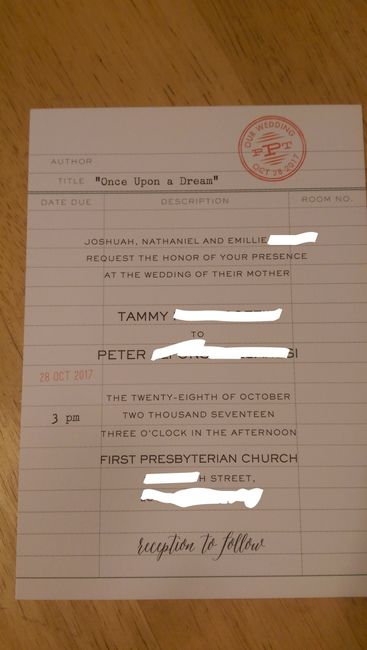 OUR WEDDING
PPT
OCT 28 2017
AUTHOR
TITLE "Once Upon a Dream"
DATE DUE DESCRIPTION ROOM NO.
JOSHUAH, NATHANIEL AND EMILLIE
REQUEST THE HONOR OF YOUR PRESENCE
AT THE WEDDING OF THEIR MOTHER
TAMMY
TO
PETER
28 OCT 2017
THE TWENTY-EIGHTH OF OCTOBER
3 pm TWO THOUSAND SEVENTEEN
THREE O'CLOCK IN THE AFTERNOON
FIRST PRESBYTERIAN CHURCH
STREET,
reception to follow